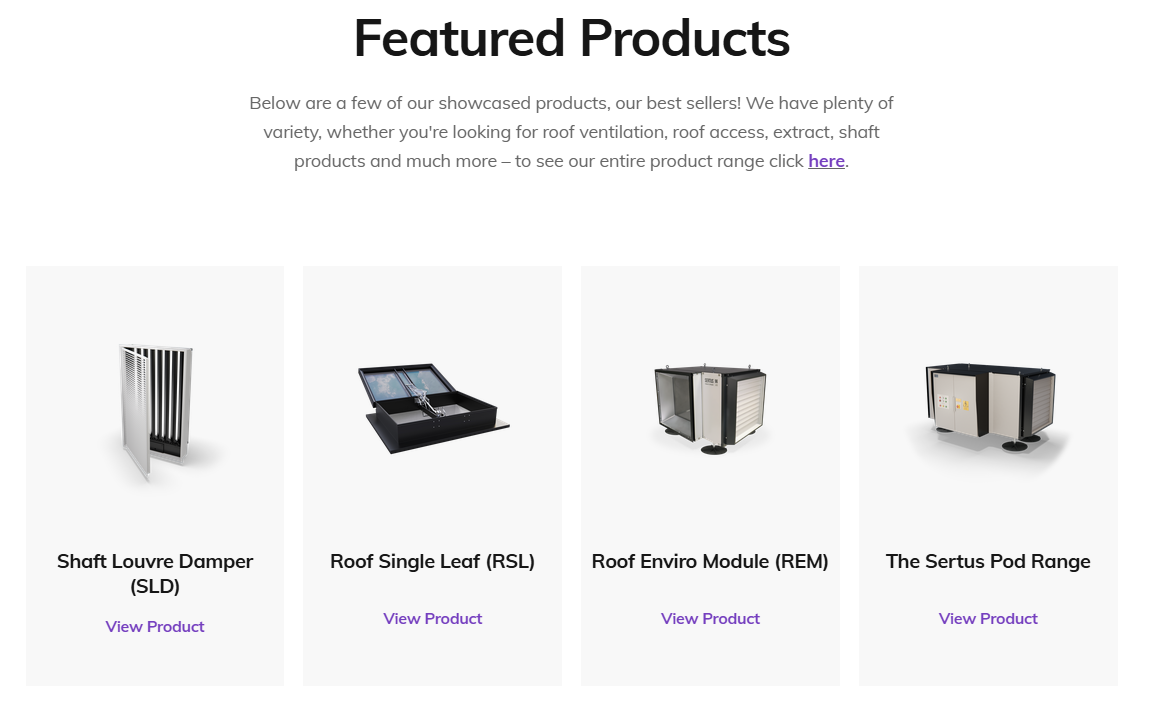 Featured Products
Below are a few of our showcased products, our best sellers! We have plenty of
variety, whether you're looking for roof ventilation, roof access, extract, shaft
products and much more – to see our entire product range click here.
Shaft Louvre Damper
(SLD)
View Product
Roof Single Leaf (RSL)
View Product
Roof Enviro Module (REM)
View Product
The Sertus Pod Range
View Product